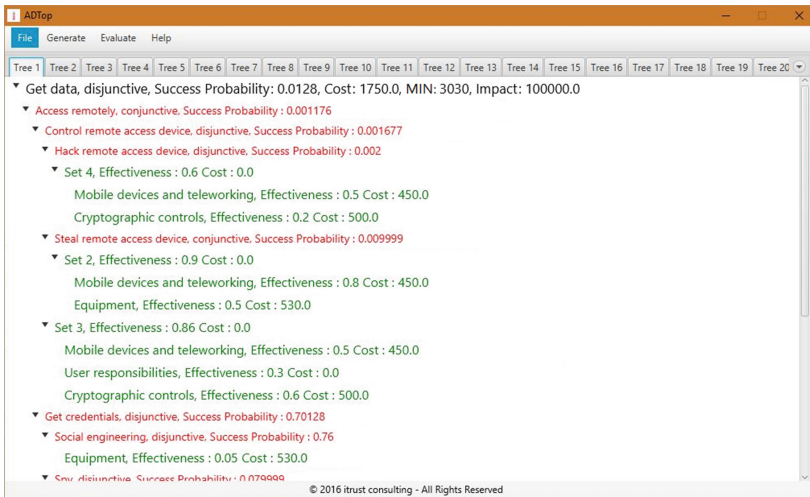 ADTop
File Generate Evaluate Help
Tree 1 Tree 2 Tree 3 Tree 4 Tree 5 Tree 6 Tree 7 Tree 8 Tree 9 Tree 10 Tree 11 Tree 12 Tree 13 Tree 14 Tree 15 Tree 16 Tree 17 Tree 18 Tree 19 Tree 20
Get data, disjunctive, Success Probability: 0.0128, Cost: 1750.0, MIN: 3030, Impact: 100000.0
Access remotely, conjunctive, Success Probability : 0.001176
Control remote access device, disjunctive, Success Probability : 0.001677
Hack remote access device, disjunctive, Success Probability : 0.002
Set 4, Effectiveness : 0.6 Cost : 0.0
Mobile devices and teleworking, Effectiveness : 0.5 Cost : 450.0
Cryptographic controls, Effectiveness : 0.2 Cost : 500.0
Steal remote access device, conjunctive, Success Probability : 0.009999
Set 2, Effectiveness : 0.9 Cost : 0.0
Mobile devices and teleworking, Effectiveness : 0.8 Cost : 450.0
Equipment, Effectiveness : 0.5 Cost : 530.0
Set 3, Effectiveness : 0.86 Cost : 0.0
Mobile devices and teleworking, Effectiveness : 0.5 Cost : 450.0
User responsibilities, Effectiveness : 0.3 Cost : 0.0
Cryptographic controls, Effectiveness : 0.6 Cost : 500.0
Get credentials, disjunctive, Success Probability : 0.70128
Social engineering, disjunctive, Success Probability : 0.76
Equipment, Effectiveness : 0.05 Cost : 530.0
Spy, disjunctive, Success Probability : 0.079999
© 2016 itrust consulting - All Rights Reserved